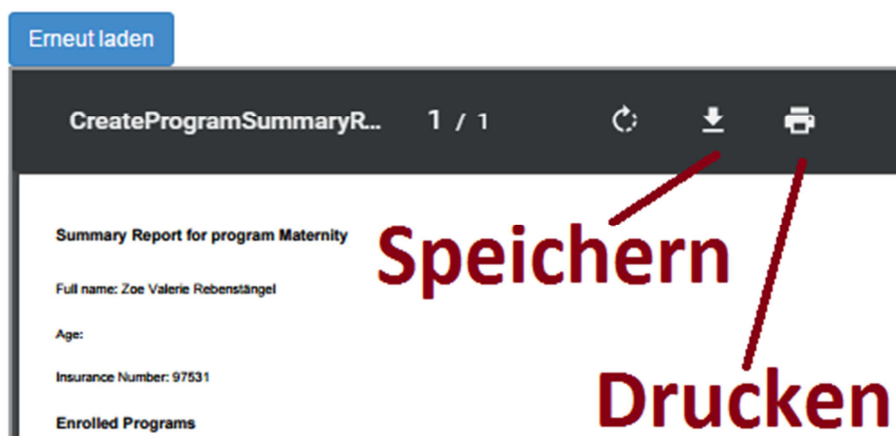 Erneut laden
CreateProgramSummaryR... 1 / 1
Summary Report for program Maternity
Speichern
Full name: Zoe Valerie Rebenstängel
Age:
Insurance Number: 97531
Drucken
Enrolled Programs